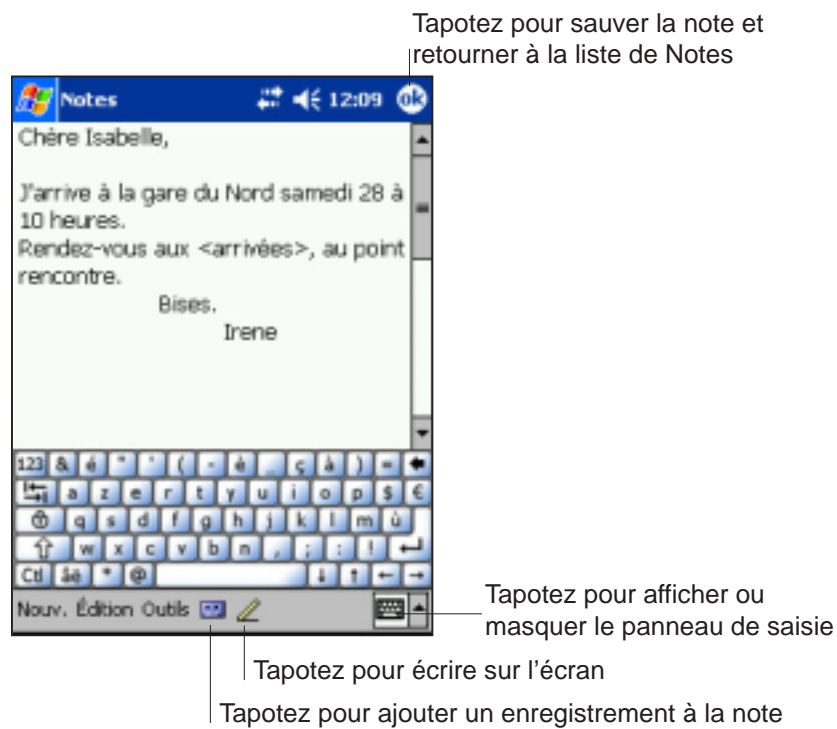 Tapotez pour sauver la note et
retourner à la liste de Notes
Notes 12:09 ok
Chère Isabelle,
J'arrive à la gare du Nord samedi 28 à
10 heures.
Rendez-vous aux <arrivées>, au point
rencontre.
Bises.
Irene
123 & é " ' ( - è _ ç à ) =
a z e r t y u i o p $ €
q s d f g h j k l m ù
w x c v b n , ; : !
Ctl áë * @
Nouv. Édition Outils
Tapotez pour afficher ou
masquer le panneau de saisie
Tapotez pour écrire sur l'écran
Tapotez pour ajouter un enregistrement à la note